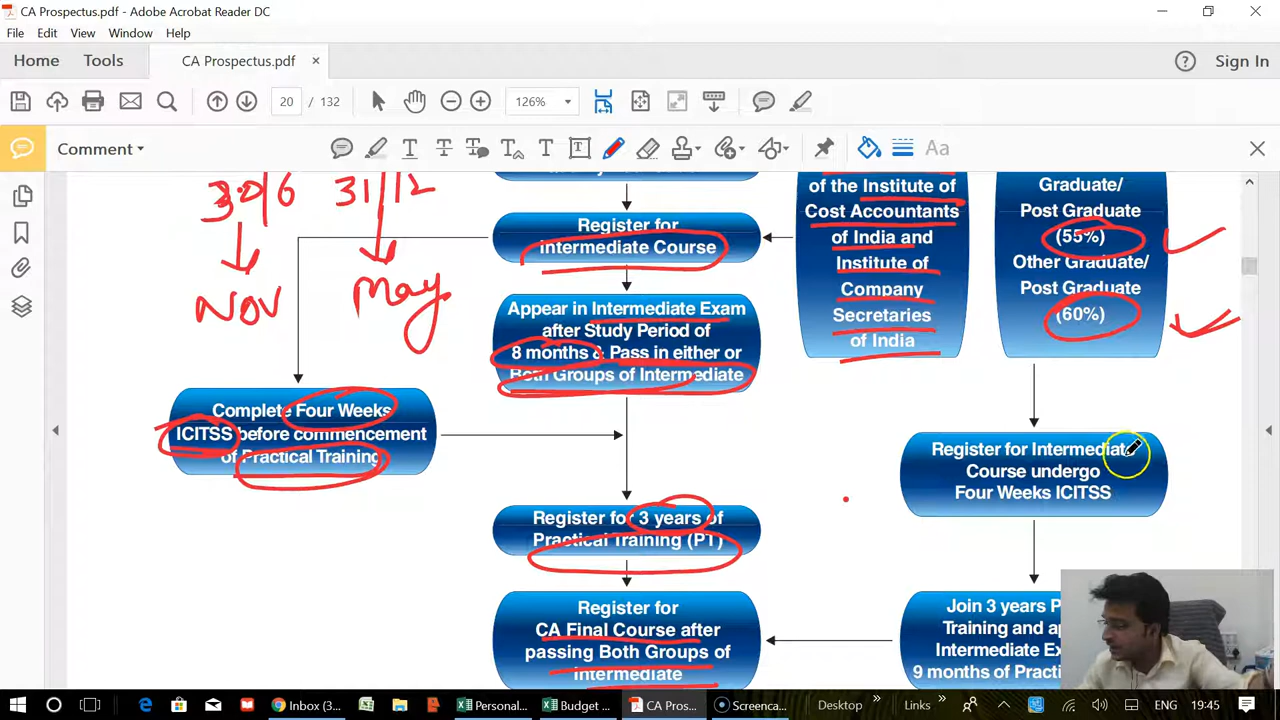 CA Prospectus.pdf - Adobe Acrobat Reader DC
File Edit View Window Help
Home Tools CA Prospectus.pdf × Sign In
20 / 132 126%
Comment
30/6 31/12
Nov May
Register for
Intermediate Course
Appear in Intermediate Exam
after Study Period of
8 months & Pass in either or
Both Groups of Intermediate
Complete Four Weeks
ICITSS before commencement
of Practical Training
Register for 3 years of
Practical Training (PT)
Register for
CA Final Course after
passing Both Groups of
Intermediate
of the Institute of
Cost Accountants
of India and
Institute of
Company
Secretaries
of India
Graduate/
Post Graduate
(55%)
Other Graduate/
Post Graduate
(60%)
Register for Intermediate
Course undergo
Four Weeks ICITSS
Join 3 years P
Training and ap
Intermediate Ex
9 months of Practi
Inbox (3... Personal... Budget ... CA Pros... Screenca... Desktop » Links » ENG 19:45